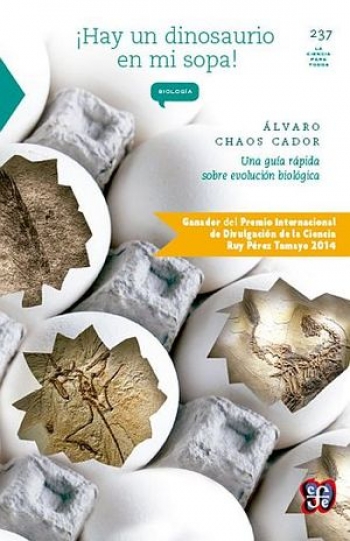 ¡Hay un dinosaurio
en mi sopa!
BIOLOGÍA
237
LA
CIENCIA
PARA
TODOS
ÁLVARO
CHAOS CADOR
Una guía rápida
sobre evolución biológica
Ganador del Premio Internacional
de Divulgación de la Ciencia
Ruy Pérez Tamayo 2014